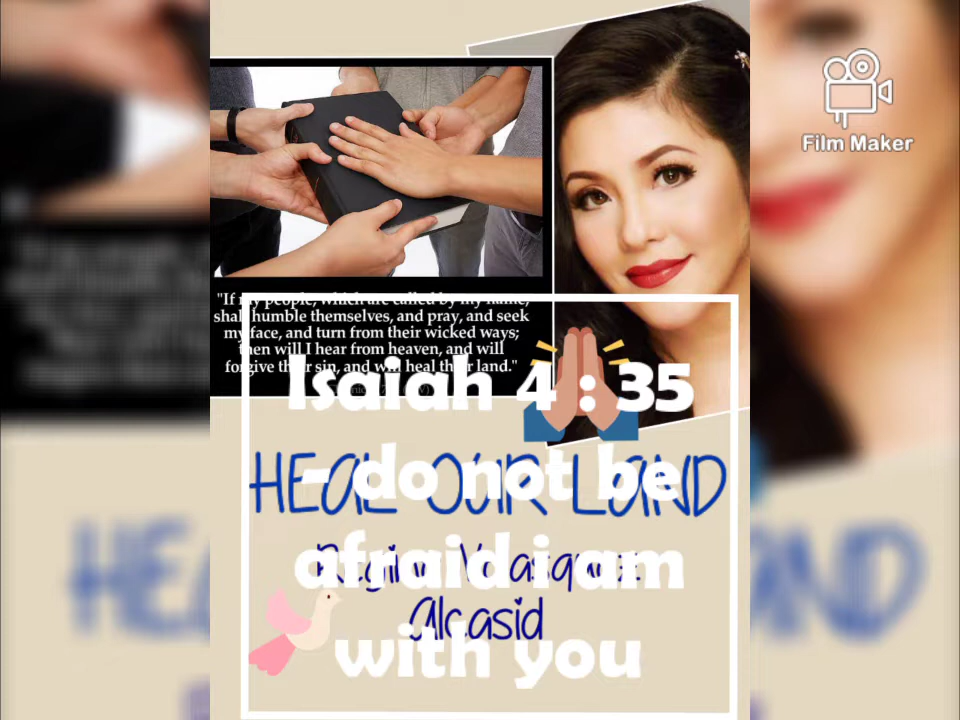 Film Maker
"If my people, which are called by my name,
shall humble themselves, and pray, and seek
my face, and turn from their wicked ways;
then will I hear from heaven, and will
forgive their sin, and will heal their land."
Isaiah 4 : 35
- do not be
afraid i am
with you
HEAL OUR LAND
Regine Velasquez
Alcasid